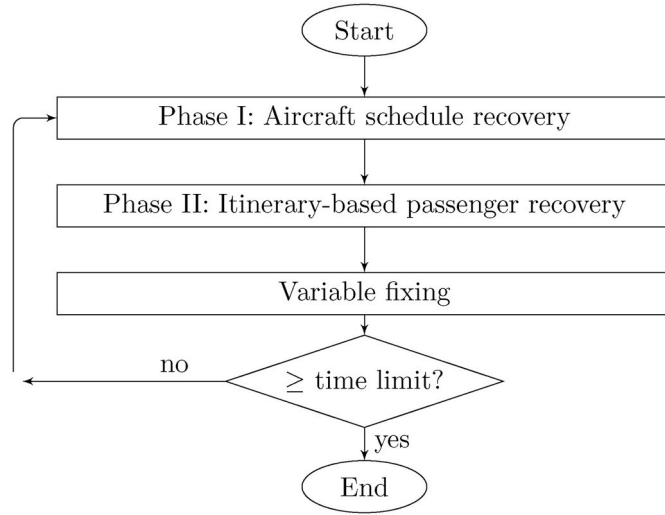 Start
Phase I: Aircraft schedule recovery
Phase II: Itinerary-based passenger recovery
Variable fixing
≥ time limit?
no
yes
End